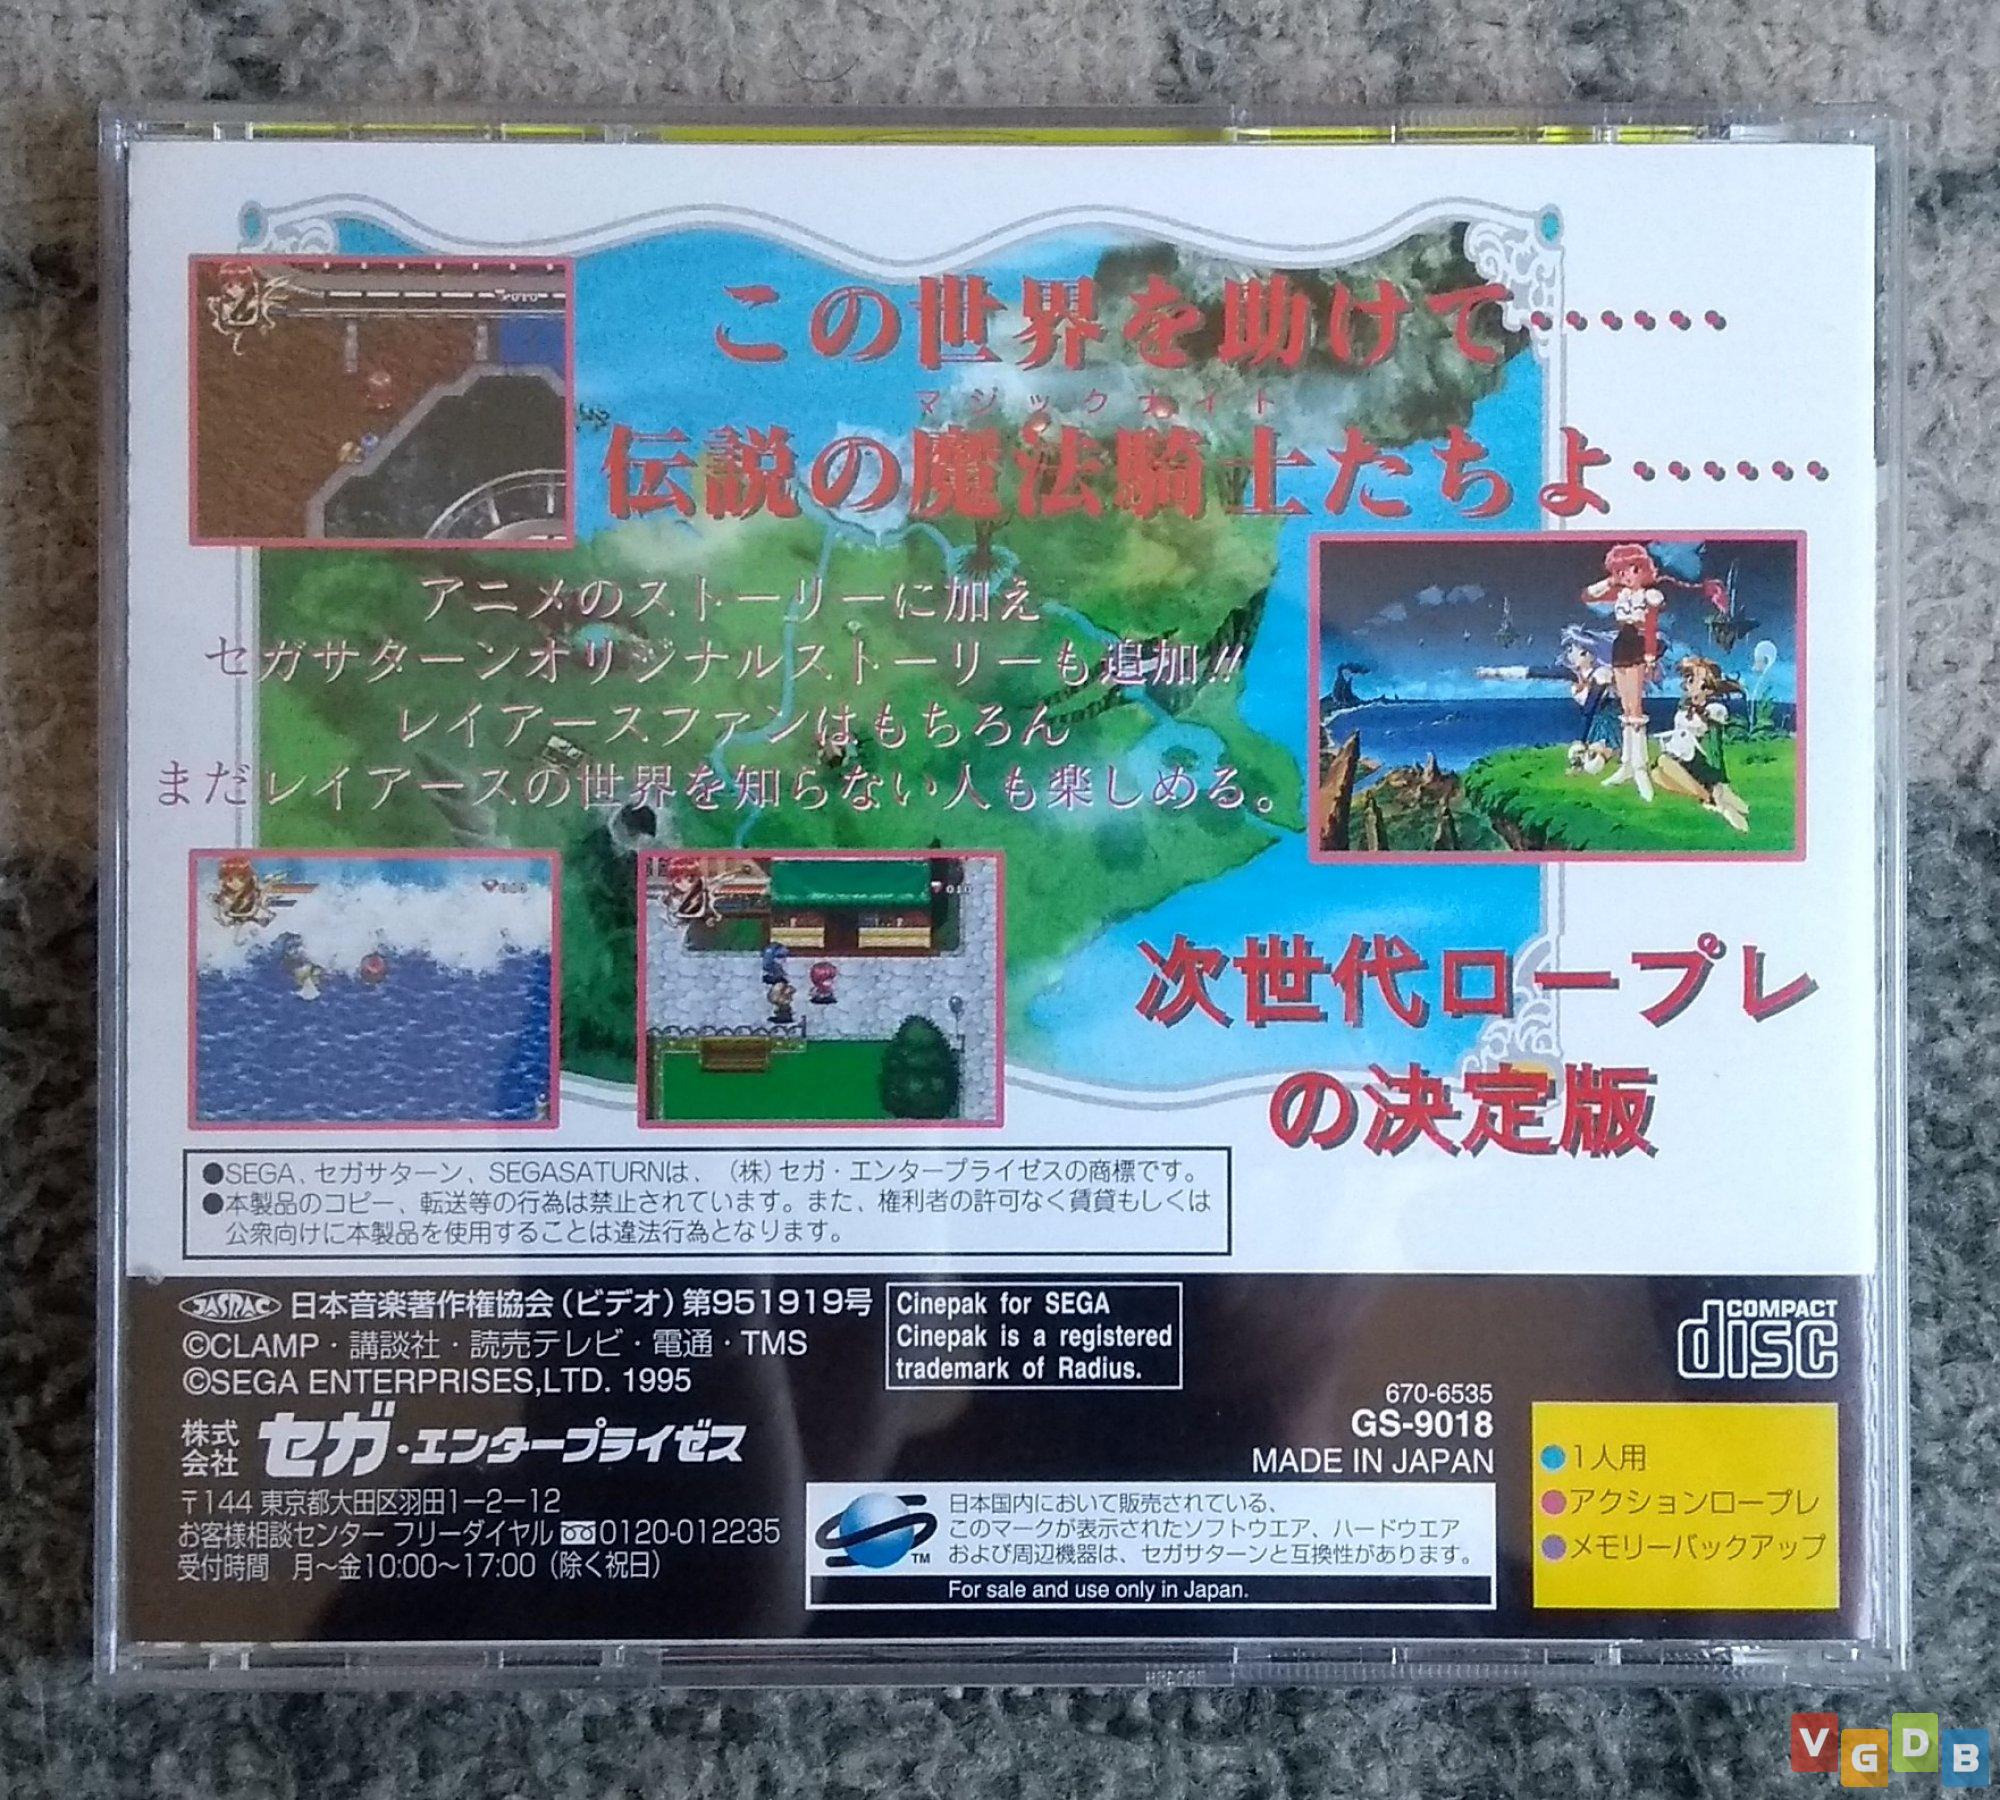 この世界を助けて‥‥‥
マジックナイト
伝説の魔法騎士たちよ‥‥‥
アニメのストーリーに加え
セガサターンオリジナルストーリーも追加!!
レイアースファンはもちろん
まだレイアースの世界を知らない人も楽しめる。
010
010
次世代ロープレ
の決定版
●SEGA、セガサターン、SEGASATURNは、(株)セガ・エンタープライゼスの商標です。
●本製品のコピー、転送等の行為は禁止されています。また、権利者の許可なく賃貸もしくは
公衆向けに本製品を使用することは違法行為となります。
JASRAC 日本音楽著作権協会(ビデオ)第951919号
©CLAMP・講談社・読売テレビ・電通・TMS
©SEGA ENTERPRISES,LTD. 1995
Cinepak for SEGA
Cinepak is a registered
trademark of Radius.
COMPACT
disc
株式会社 セガ・エンタープライゼス
〒144 東京都大田区羽田1−2−12
お客様相談センター フリーダイヤル 0120-012235
受付時間 月〜金10:00〜17:00(除く祝日)
670-6535
GS-9018
MADE IN JAPAN
日本国内において販売されている、
このマークが表示されたソフトウエア、ハードウエア
および周辺機器は、セガサターンと互換性があります。
TM
For sale and use only in Japan.
●1人用
●アクションロープレ
●メモリーバックアップ
VGDB